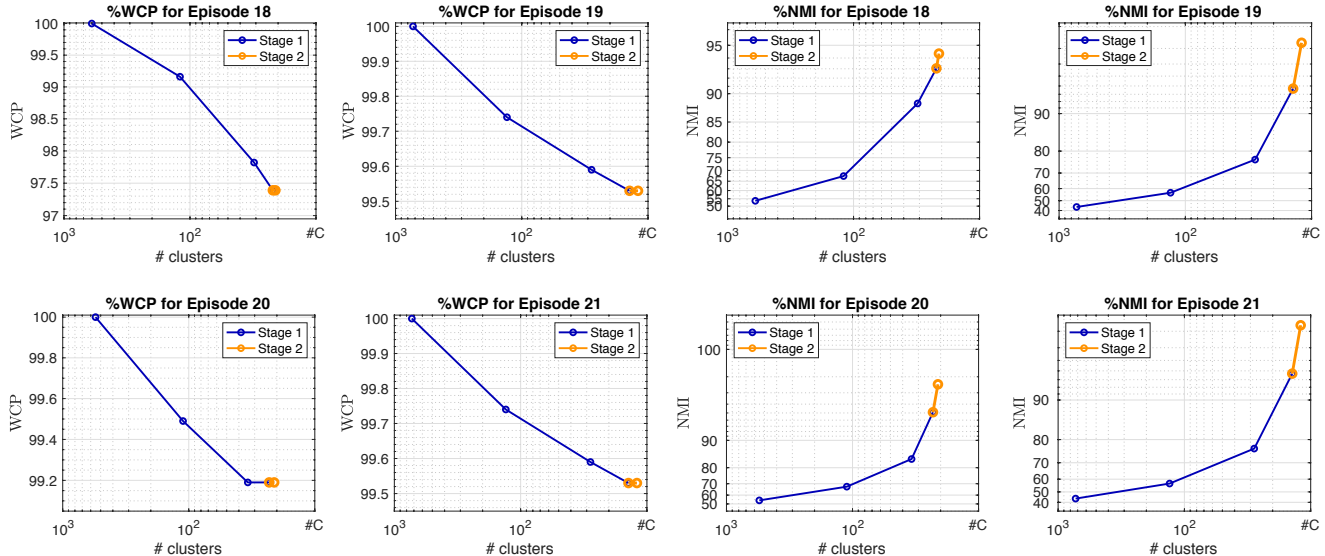 %WCP for Episode 18
100
99.5
99
98.5
98
97.5
97
WCP
Stage 1
Stage 2
10³
10²
#C
# clusters
%WCP for Episode 19
100
99.9
99.8
99.7
99.6
99.5
WCP
Stage 1
Stage 2
10³
10²
#C
# clusters
%NMI for Episode 18
95
90
85
75
70
65
60
55
50
NMI
Stage 1
Stage 2
10³
10²
#C
# clusters
%NMI for Episode 19
90
80
70
60
50
40
NMI
Stage 1
Stage 2
10³
10²
#C
# clusters
%WCP for Episode 20
100
99.8
99.6
99.4
99.2
WCP
Stage 1
Stage 2
10³
10²
#C
# clusters
%WCP for Episode 21
100
99.9
99.8
99.7
99.6
99.5
WCP
Stage 1
Stage 2
10³
10²
#C
# clusters
%NMI for Episode 20
100
90
80
60
50
NMI
Stage 1
Stage 2
10³
10²
#C
# clusters
%NMI for Episode 21
90
80
70
60
50
40
NMI
Stage 1
Stage 2
10³
10²
#C
# clusters